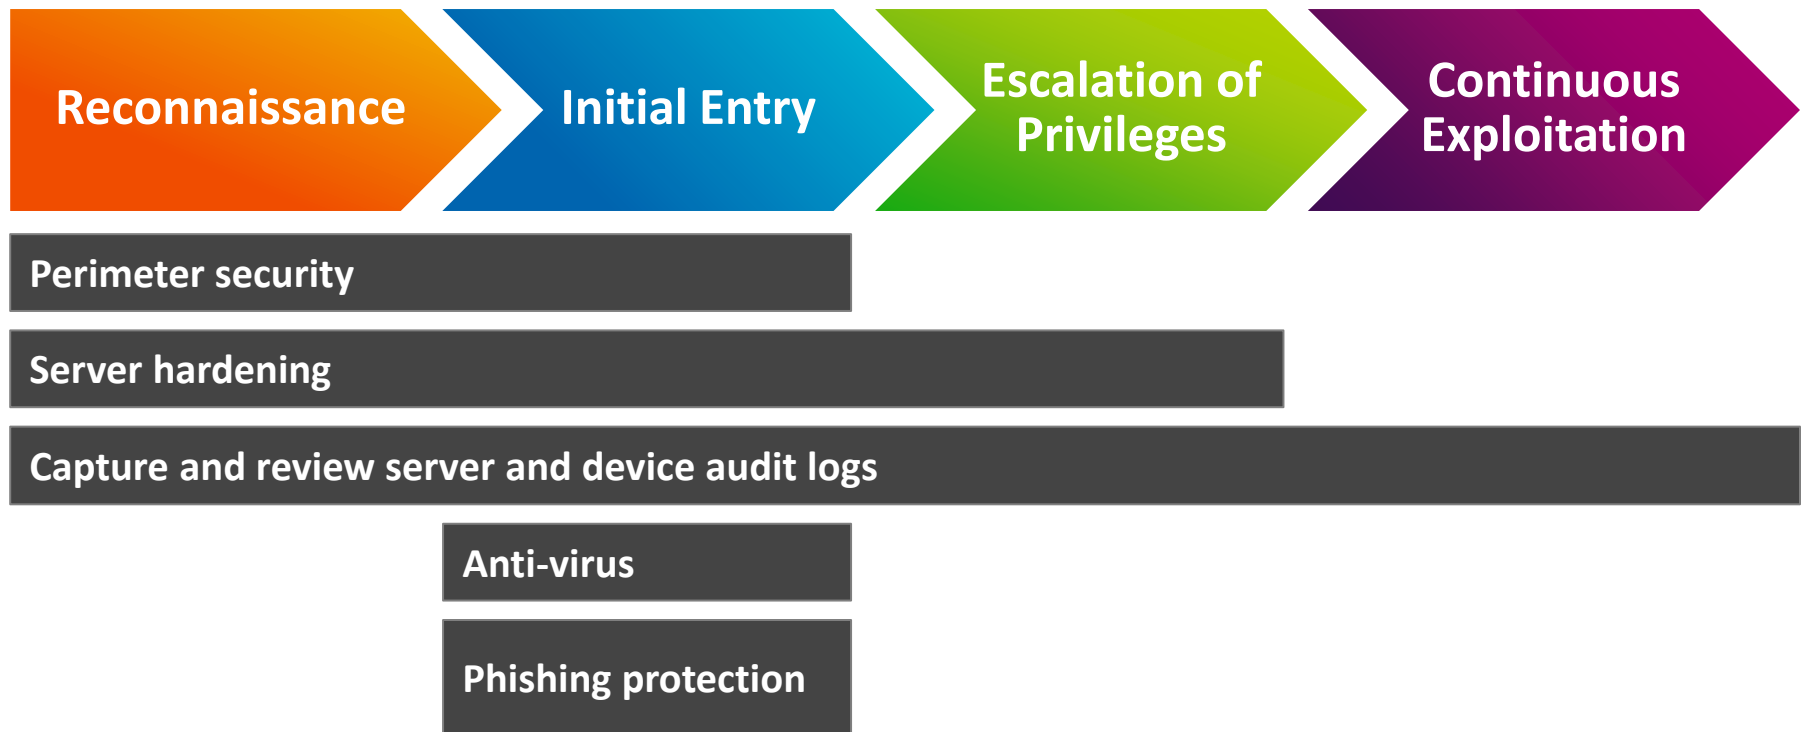 Reconnaissance
Initial Entry
Escalation of
Privileges
Continuous
Exploitation
Perimeter security
Server hardening
Capture and review server and device audit logs
Anti-virus
Phishing protection